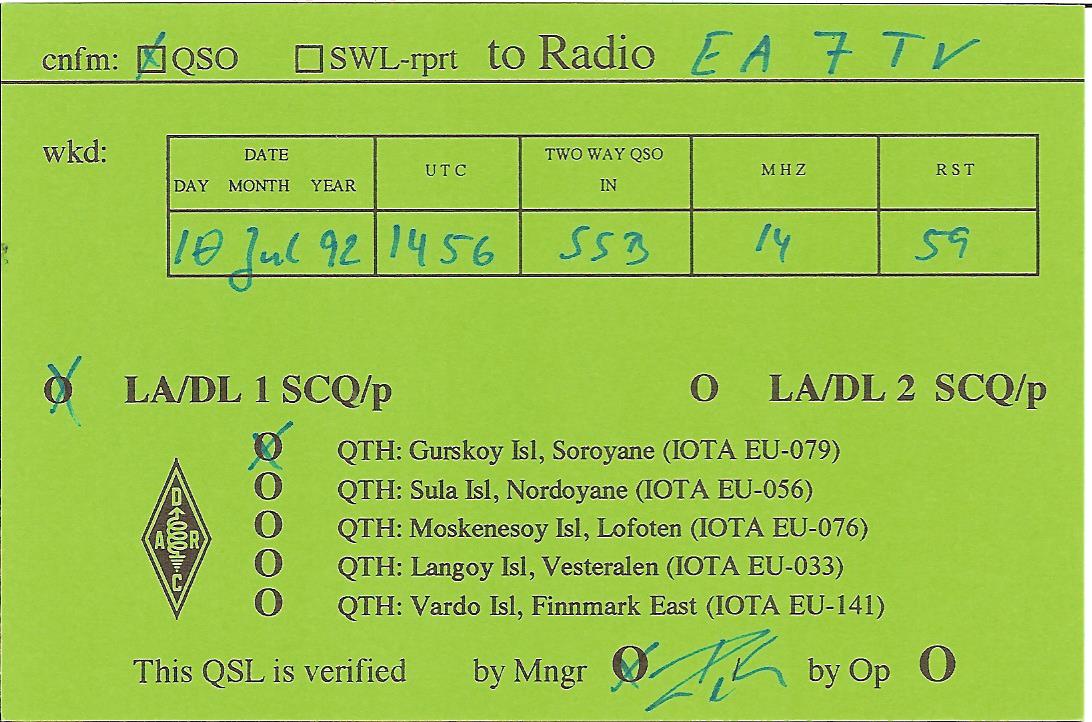 cnfm: QSO SWL-rprt to Radio EA7TV
wkd:
DATE
DAY MONTH YEAR
UTC
TWO WAY QSO
IN
MHZ
RST
10 Jul 92 1456 SSB 14 59
O LA/DL 1 SCQ/p O LA/DL 2 SCQ/p
O QTH: Gurskoy Isl, Soroyane (IOTA EU-079)
O QTH: Sula Isl, Nordoyane (IOTA EU-056)
O QTH: Moskenesoy Isl, Lofoten (IOTA EU-076)
O QTH: Langoy Isl, Vesteralen (IOTA EU-033)
O QTH: Vardo Isl, Finnmark East (IOTA EU-141)
DARC
This QSL is verified by Mngr O by Op O